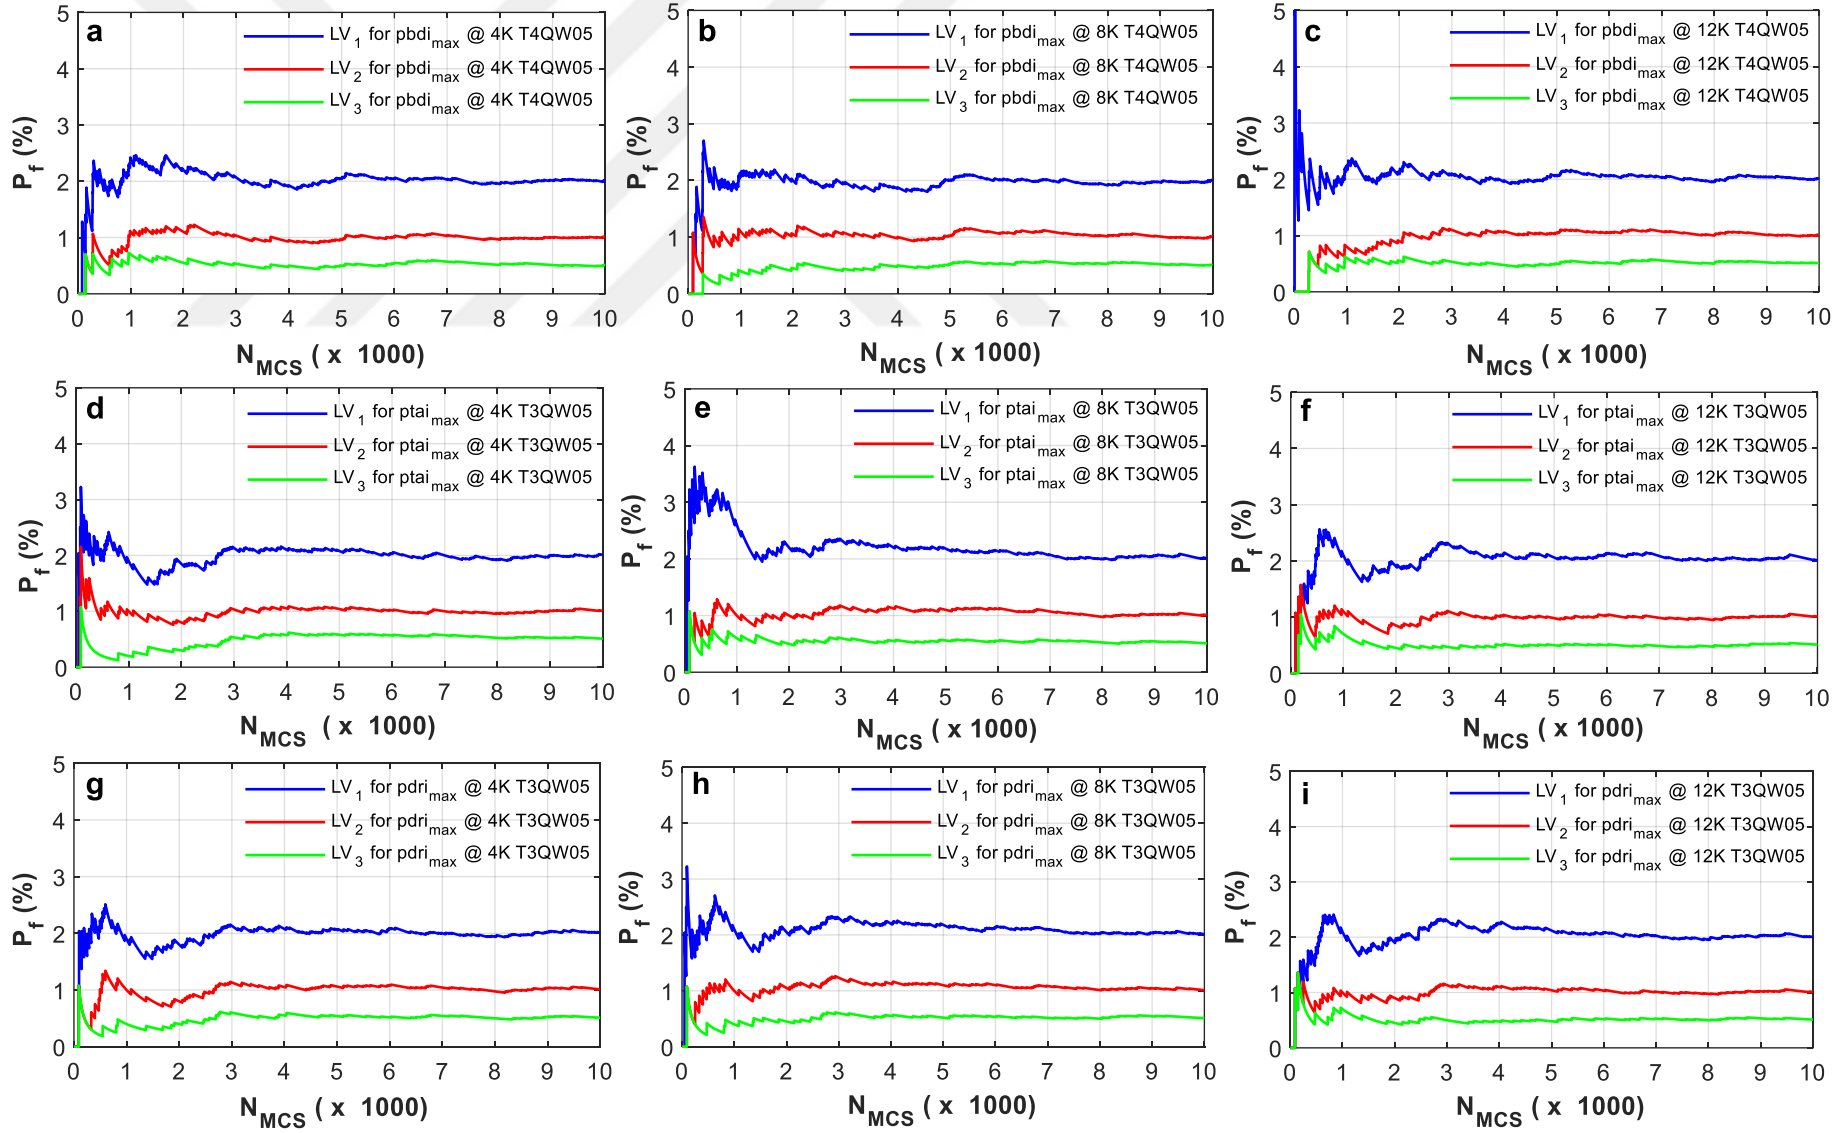 a
LV1 for pbdimax @ 4K T4QW05
LV2 for pbdimax @ 4K T4QW05
LV3 for pbdimax @ 4K T4QW05
5
4
3
2
1
0
Pf (%)
0 1 2 3 4 5 6 7 8 9 10
NMCS ( x 1000)
b
LV1 for pbdimax @ 8K T4QW05
LV2 for pbdimax @ 8K T4QW05
LV3 for pbdimax @ 8K T4QW05
5
4
3
2
1
0
Pf (%)
0 1 2 3 4 5 6 7 8 9 10
NMCS ( x 1000)
c
LV1 for pbdimax @ 12K T4QW05
LV2 for pbdimax @ 12K T4QW05
LV3 for pbdimax @ 12K T4QW05
5
4
3
2
1
0
Pf (%)
0 1 2 3 4 5 6 7 8 9 10
NMCS ( x 1000)
d
LV1 for ptaimax @ 4K T3QW05
LV2 for ptaimax @ 4K T3QW05
LV3 for ptaimax @ 4K T3QW05
5
4
3
2
1
0
Pf (%)
0 1 2 3 4 5 6 7 8 9 10
NMCS ( x 1000)
e
LV1 for ptaimax @ 8K T3QW05
LV2 for ptaimax @ 8K T3QW05
LV3 for ptaimax @ 8K T3QW05
5
4
3
2
1
0
Pf (%)
0 1 2 3 4 5 6 7 8 9 10
NMCS ( x 1000)
f
LV1 for ptaimax @ 12K T3QW05
LV2 for ptaimax @ 12K T3QW05
LV3 for ptaimax @ 12K T3QW05
5
4
3
2
1
0
Pf (%)
0 1 2 3 4 5 6 7 8 9 10
NMCS ( x 1000)
g
LV1 for pdrimax @ 4K T3QW05
LV2 for pdrimax @ 4K T3QW05
LV3 for pdrimax @ 4K T3QW05
5
4
3
2
1
0
Pf (%)
0 1 2 3 4 5 6 7 8 9 10
NMCS ( x 1000)
h
LV1 for pdrimax @ 8K T3QW05
LV2 for pdrimax @ 8K T3QW05
LV3 for pdrimax @ 8K T3QW05
5
4
3
2
1
0
Pf (%)
0 1 2 3 4 5 6 7 8 9 10
NMCS ( x 1000)
i
LV1 for pdrimax @ 12K T3QW05
LV2 for pdrimax @ 12K T3QW05
LV3 for pdrimax @ 12K T3QW05
5
4
3
2
1
0
Pf (%)
0 1 2 3 4 5 6 7 8 9 10
NMCS ( x 1000)